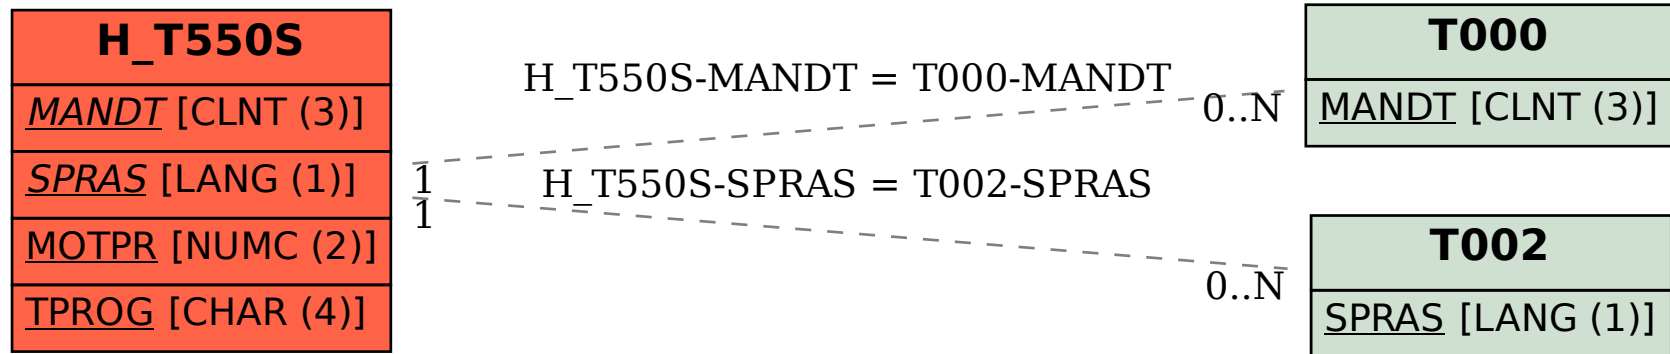 H_T550S
MANDT [CLNT (3)]
SPRAS [LANG (1)]
MOTPR [NUMC (2)]
TPROG [CHAR (4)]
H_T550S-MANDT = T000-MANDT
0..N
1
H_T550S-SPRAS = T002-SPRAS
1
0..N
T000
MANDT [CLNT (3)]
T002
SPRAS [LANG (1)]